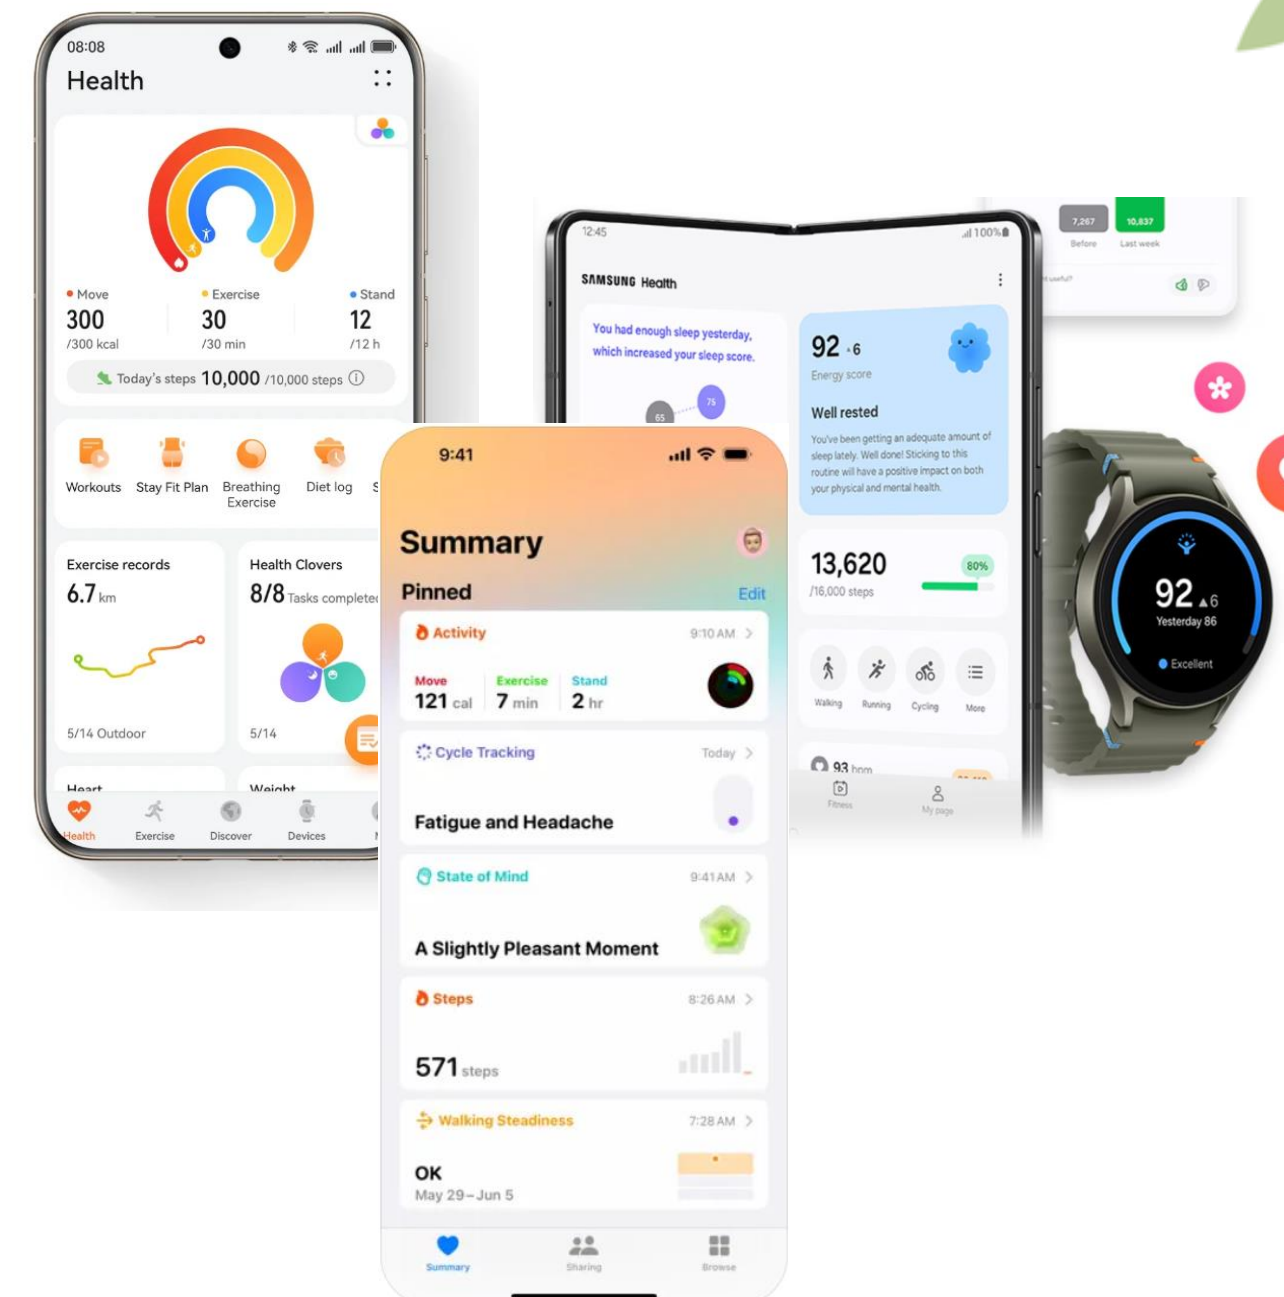 08:08
Health
Move
Exercise
Stand
300
30
12
/300 kcal
/30 min
/12 h
Today's steps 10,000 /10,000 steps
Workouts
Stay Fit Plan
Breathing
Exercise
Diet log
Exercise records
6.7 km
5/14 Outdoor
Health Clovers
8/8 Tasks completed
5/14
Heart
Weight
Health
Exercise
Discover
Devices
12:45
100%
SAMSUNG Health
You had enough sleep yesterday,
which increased your sleep score.
65
75
92 ▲6
Energy score
Well rested
You've been getting an adequate amount of
sleep lately. Well done! Sticking to this
routine will have a positive impact on both
your physical and mental health.
13,620
/16,000 steps
80%
Walking
Running
Cycling
More
93 bpm
Fitness
My page
7,267
10,837
Before
Last week
useful?
92 ▲6
Yesterday 86
Excellent
9:41
Summary
Pinned
Edit
Activity
9:10 AM
Move
Exercise
Stand
121 cal
7 min
2 hr
Cycle Tracking
Today
Fatigue and Headache
State of Mind
9:41 AM
A Slightly Pleasant Moment
Steps
8:26 AM
571 steps
Walking Steadiness
7:28 AM
OK
May 29–Jun 5
Summary
Sharing
Browse